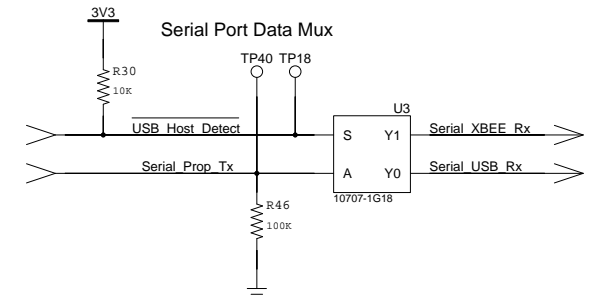 3V3
Serial Port Data Mux
R30
10K
TP40 TP18
U3
USB_Host_Detect
S Y1
Serial_XBEE_Rx
Serial_Prop_Tx
A Y0
Serial_USB_Rx
10707-1G18
R46
100K